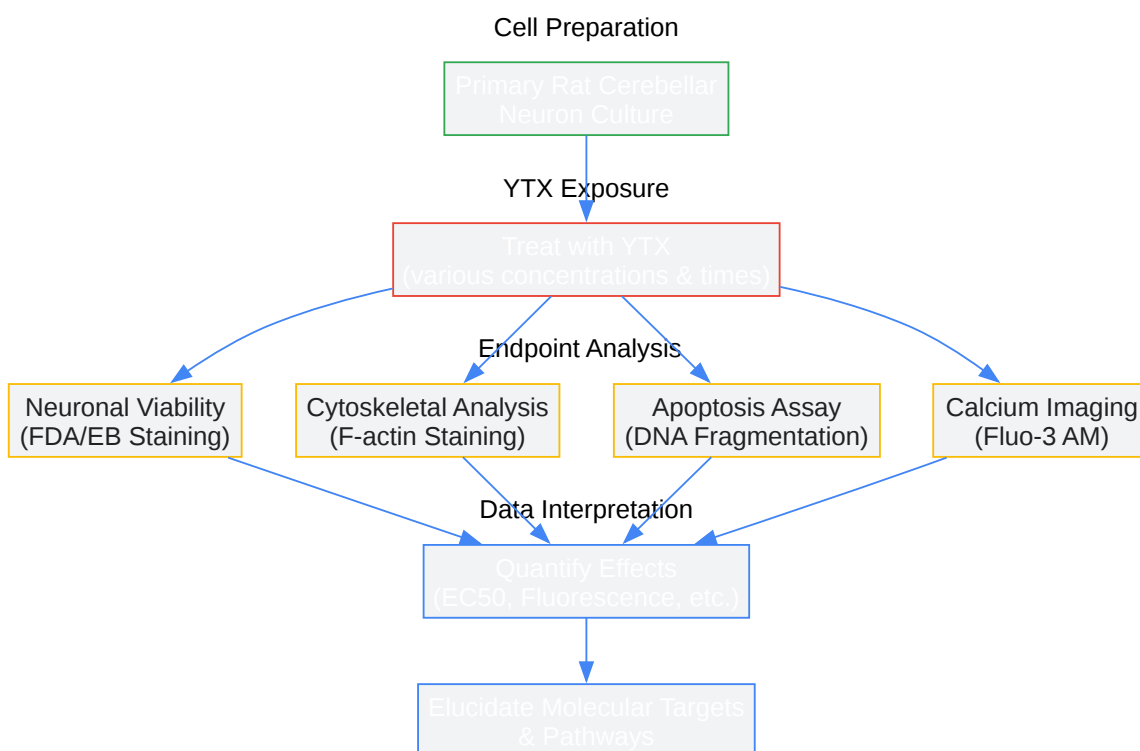 Cell Preparation
Primary Rat Cerebellar
Neuron Culture
YTX Exposure
Treat with YTX
(various concentrations & times)
Endpoint Analysis
Neuronal Viability
(FDA/EB Staining)
Cytoskeletal Analysis
(F-actin Staining)
Apoptosis Assay
(DNA Fragmentation)
Calcium Imaging
(Fluo-3 AM)
Data Interpretation
Quantify Effects
(EC50, Fluorescence, etc.)
Elucidate Molecular Targets
& Pathways